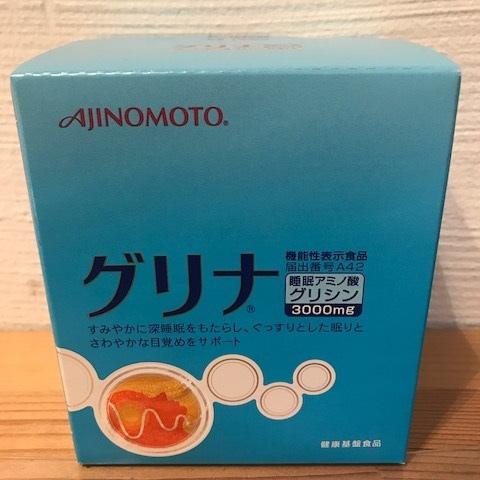 AJINOMOTO®
グリナ®
機能性表示食品
届出番号A42
睡眠アミノ酸
グリシン
3000mg
すみやかに深睡眠をもたらし、ぐっすりとした眠りと
さわやかな目覚めをサポート
健康基盤食品